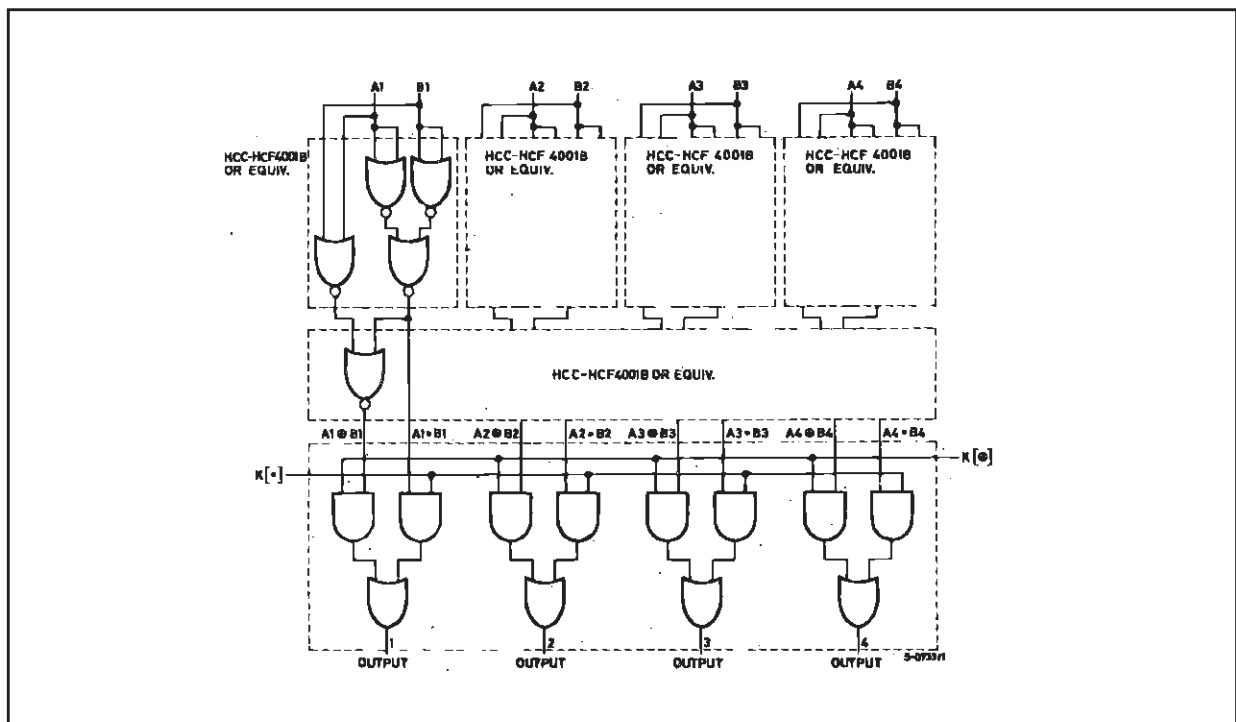 A1 B1 A2 B2 A3 B3 A4 B4
HCC-HCF4001B
OR EQUIV.
HCC-HCF 4001B
OR EQUIV.
HCC-HCF 4001B
OR EQUIV.
HCC-HCF 4001B
OR EQUIV.
HCC-HCF4001B OR EQUIV.
A1⊕B1 A1•B1 A2⊕B2 A2•B2 A3⊕B3 A3•B3 A4⊕B4 A4•B4
K[⊕]
K[•]
1 2 3 4
OUTPUT OUTPUT OUTPUT OUTPUT